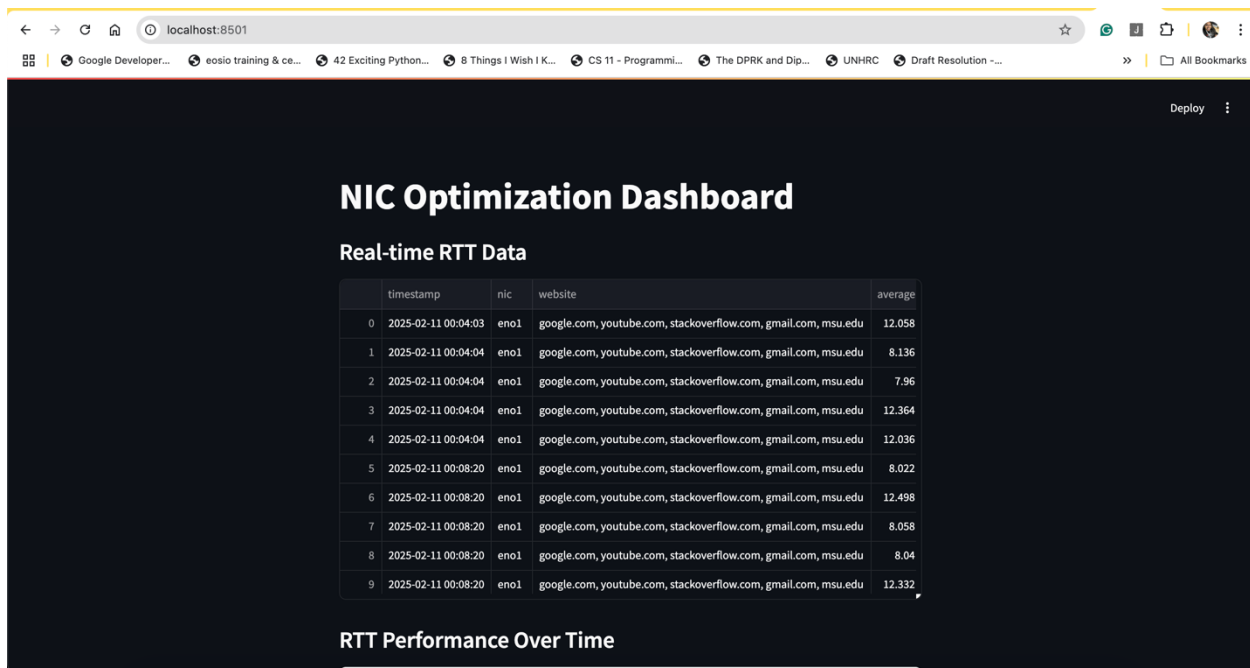 localhost:8501
Google Developer... eosio training & ce... 42 Exciting Python... 8 Things I Wish I K... CS 11 - Programmi... The DPRK and Dip... UNHRC Draft Resolution -... » All Bookmarks
Deploy
NIC Optimization Dashboard
Real-time RTT Data
timestamp nic website average
0 2025-02-11 00:04:03 eno1 google.com, youtube.com, stackoverflow.com, gmail.com, msu.edu 12.058
1 2025-02-11 00:04:04 eno1 google.com, youtube.com, stackoverflow.com, gmail.com, msu.edu 8.136
2 2025-02-11 00:04:04 eno1 google.com, youtube.com, stackoverflow.com, gmail.com, msu.edu 7.96
3 2025-02-11 00:04:04 eno1 google.com, youtube.com, stackoverflow.com, gmail.com, msu.edu 12.364
4 2025-02-11 00:04:04 eno1 google.com, youtube.com, stackoverflow.com, gmail.com, msu.edu 12.036
5 2025-02-11 00:08:20 eno1 google.com, youtube.com, stackoverflow.com, gmail.com, msu.edu 8.022
6 2025-02-11 00:08:20 eno1 google.com, youtube.com, stackoverflow.com, gmail.com, msu.edu 12.498
7 2025-02-11 00:08:20 eno1 google.com, youtube.com, stackoverflow.com, gmail.com, msu.edu 8.058
8 2025-02-11 00:08:20 eno1 google.com, youtube.com, stackoverflow.com, gmail.com, msu.edu 8.04
9 2025-02-11 00:08:20 eno1 google.com, youtube.com, stackoverflow.com, gmail.com, msu.edu 12.332
RTT Performance Over Time